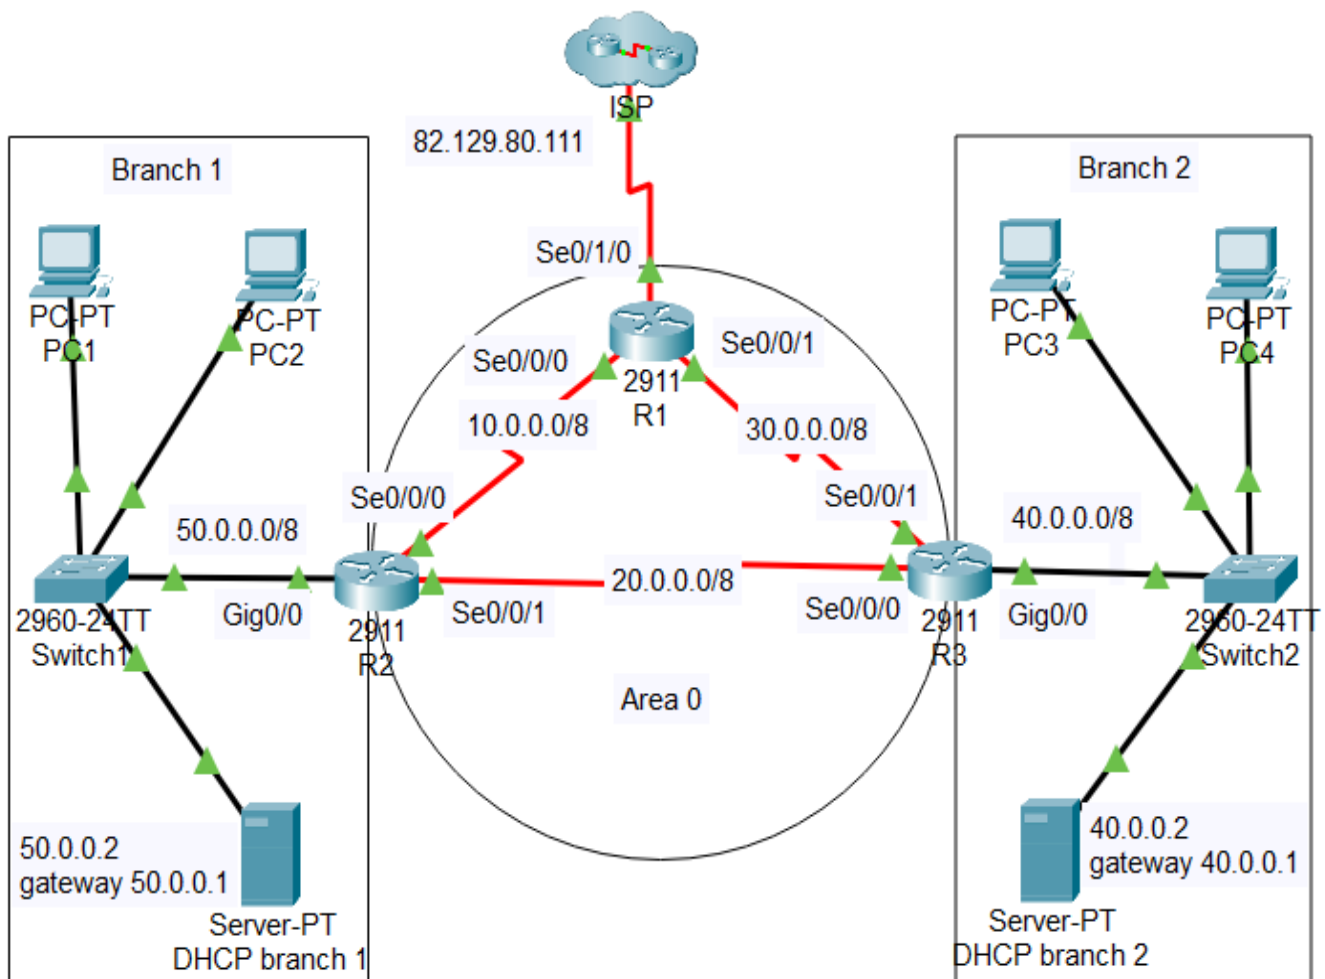 ISP
82.129.80.111
Branch 1
Branch 2
PC-PT
PC1
PC-PT
PC2
Se0/1/0
Se0/0/0
Se0/0/1
2911
R1
PC-PT
PC3
PC-PT
PC4
10.0.0.0/8
30.0.0.0/8
Se0/0/0
Se0/0/1
50.0.0.0/8
40.0.0.0/8
2960-24TT
Switch1
Gig0/0
2911
R2
Se0/0/1
20.0.0.0/8
Se0/0/0
2911
R3
Gig0/0
2960-24TT
Switch2
Area 0
50.0.0.2
gateway 50.0.0.1
Server-PT
DHCP branch 1
40.0.0.2
gateway 40.0.0.1
Server-PT
DHCP branch 2